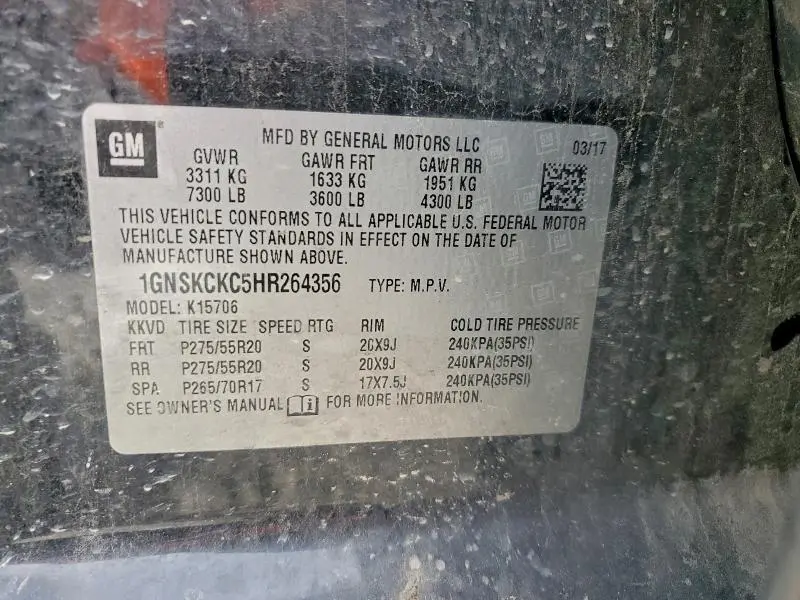 GM
MFD BY GENERAL MOTORS LLC 03/17
GVWR GAWR FRT GAWR RR
3311 KG 1633 KG 1951 KG
7300 LB 3600 LB 4300 LB
THIS VEHICLE CONFORMS TO ALL APPLICABLE U.S. FEDERAL MOTOR
VEHICLE SAFETY STANDARDS IN EFFECT ON THE DATE OF
MANUFACTURE SHOWN ABOVE.
1GNSKCKC5HR264356 TYPE: M.P.V.
MODEL: K15706
KKVD TIRE SIZE SPEED RTG RIM COLD TIRE PRESSURE
FRT P275/55R20 S 20X9J 240KPA(35PSI)
RR P275/55R20 S 20X9J 240KPA(35PSI)
SPA P265/70R17 S 17X7.5J 240KPA(35PSI)
SEE OWNER'S MANUAL i FOR MORE INFORMATION.